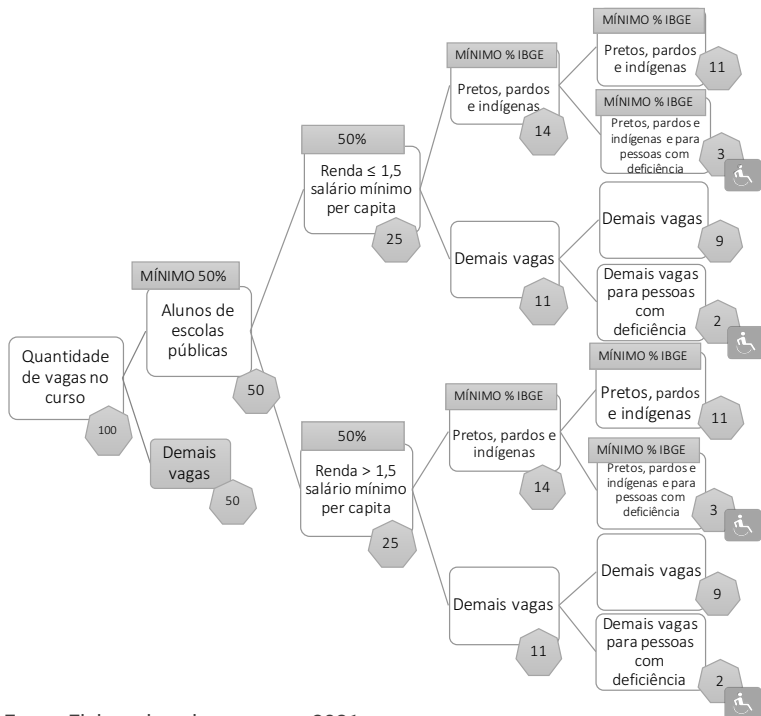 Quantidade
de vagas no
curso
100
MÍNIMO 50%
Alunos de
escolas
públicas
50
Demais
vagas
50
50%
Renda ≤ 1,5
salário mínimo
per capita
25
MÍNIMO % IBGE
Pretos, pardos
e indígenas
14
MÍNIMO % IBGE
Pretos, pardos
e indígenas
11
MÍNIMO % IBGE
Pretos, pardos e
indígenas e para
pessoas com
deficiência
3
Demais vagas
11
Demais vagas
9
Demais vagas
para pessoas
com
deficiência
2
50%
Renda > 1,5
salário mínimo
per capita
25
MÍNIMO % IBGE
Pretos, pardos e
indígenas
14
MÍNIMO % IBGE
Pretos, pardos
e indígenas
11
MÍNIMO % IBGE
Pretos, pardos e
indígenas e para
pessoas com
deficiência
3
Demais vagas
11
Demais vagas
9
Demais vagas
para pessoas
com
deficiência
2